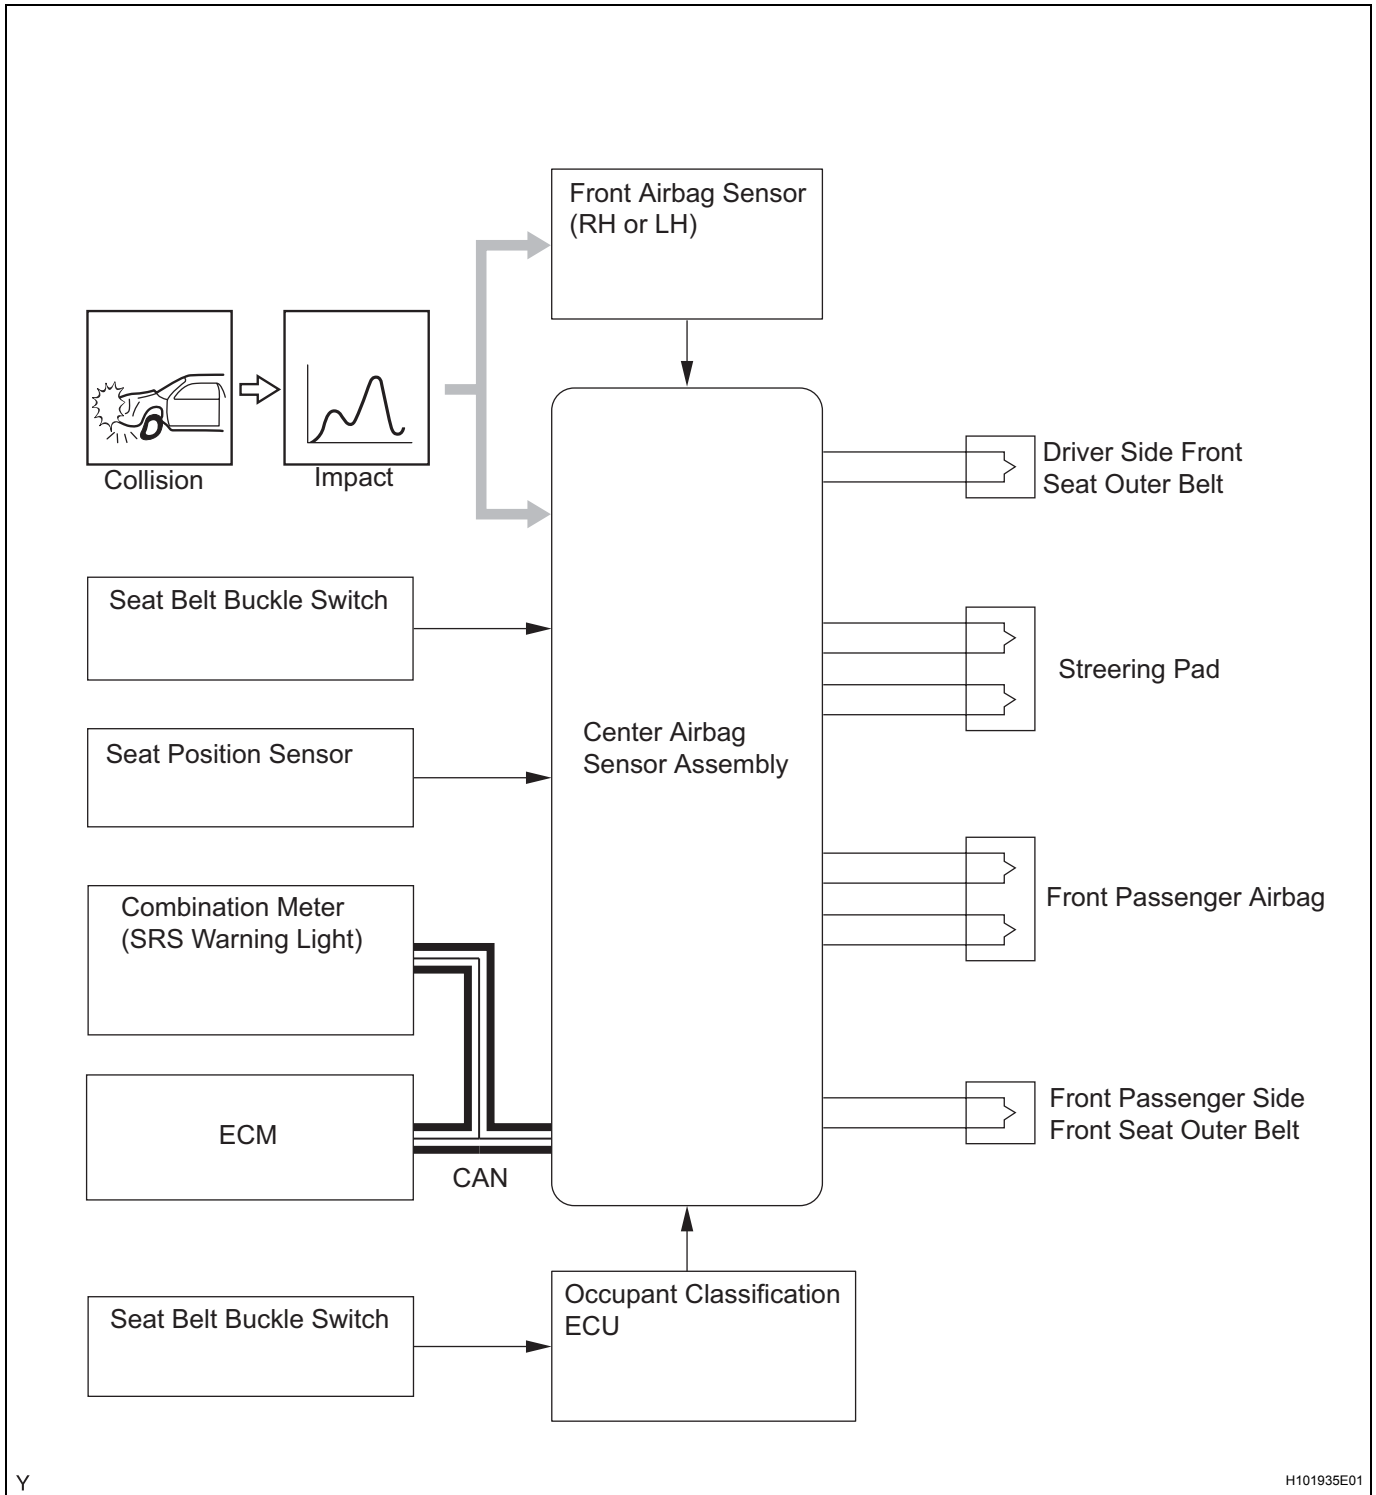 Front Airbag Sensor
(RH or LH)
Collision
Impact
Driver Side Front
Seat Outer Belt
Seat Belt Buckle Switch
Streering Pad
Seat Position Sensor
Center Airbag
Sensor Assembly
Combination Meter
(SRS Warning Light)
Front Passenger Airbag
ECM
CAN
Front Passenger Side
Front Seat Outer Belt
Seat Belt Buckle Switch
Occupant Classification
ECU
Y
H101935E01